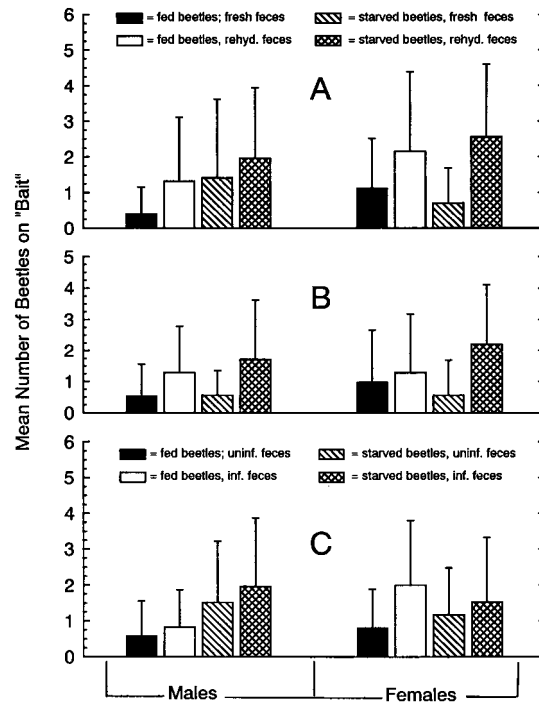 6
= fed beetles; fresh feces
= starved beetles, fresh feces
5
= fed beetles, rehyd. feces
= starved beetles, rehyd. feces
4
A
3
2
1
0
5
4
B
3
2
1
0
6
= fed beetles; uninf. feces
= starved beetles, uninf. feces
5
= fed beetles, inf. feces
= starved beetles, inf. feces
4
C
3
2
1
0
Mean Number of Beetles on "Bait"
Males
Females